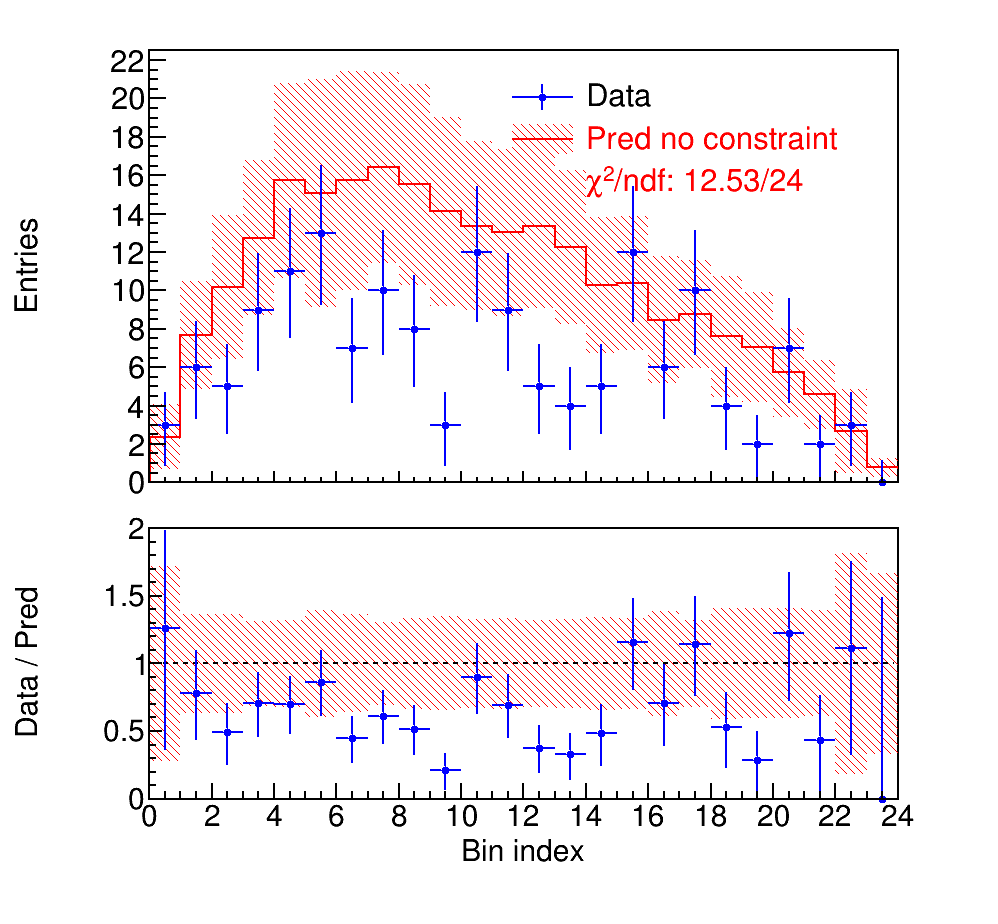 Entries
22
20
18
16
14
12
10
8
6
4
2
0
Data
Pred no constraint
χ²/ndf: 12.53/24
Data / Pred
2
1.5
1
0.5
0
0 2 4 6 8 10 12 14 16 18 20 22 24
Bin index